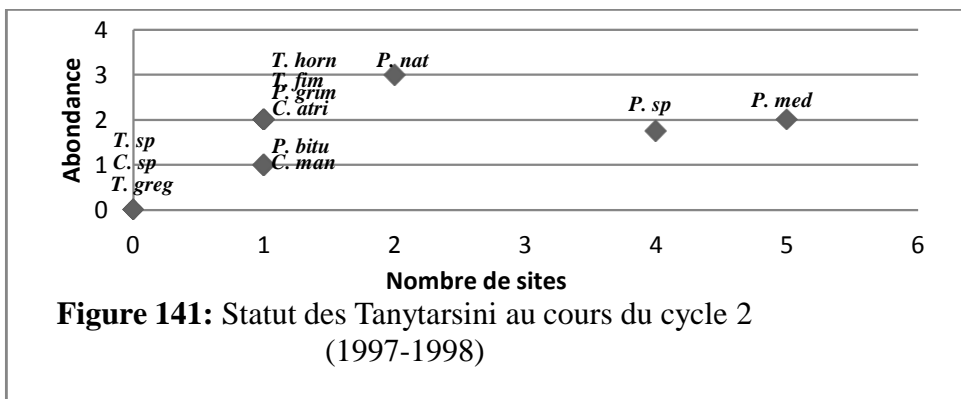 4
3
2
1
0
Abondance
T. horn
T. fim
P. grim
C. atri
P. nat
P. sp
P. med
T. sp
C. sp
T. greg
P. bitu
C. man
0 1 2 3 4 5 6
Nombre de sites
Figure 141: Statut des Tanytarsini au cours du cycle 2
(1997-1998)